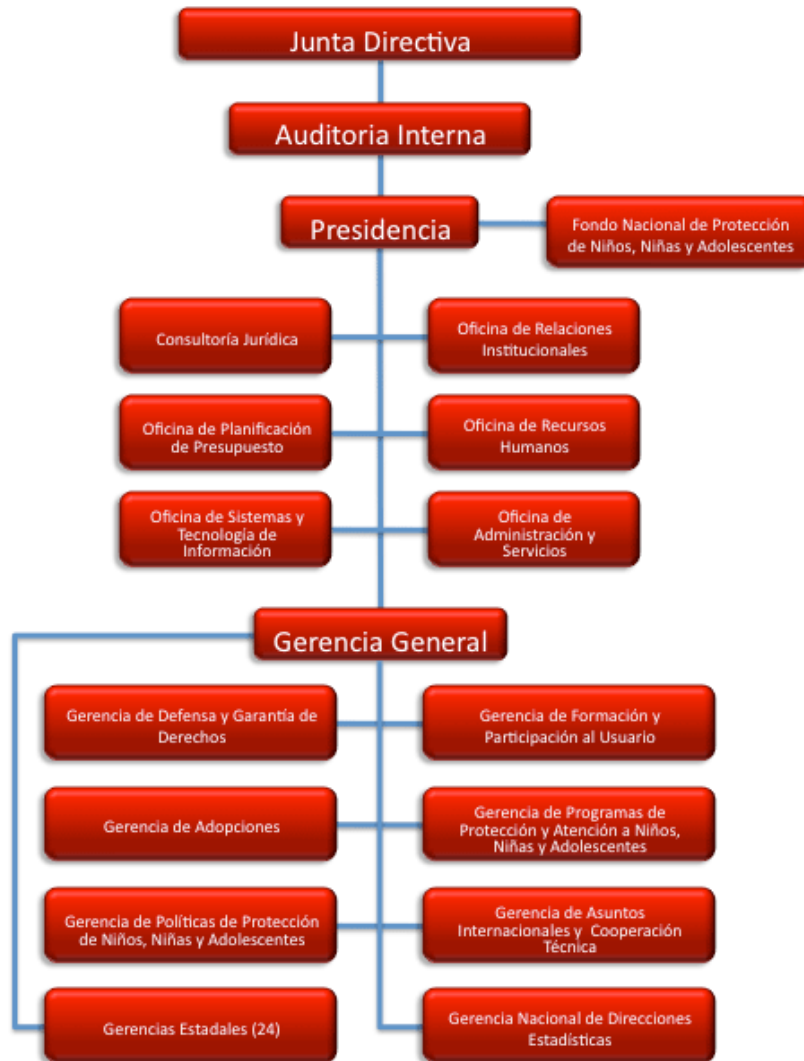 Junta Directiva
Auditoria Interna
Presidencia
Fondo Nacional de Protección
de Niños, Niñas y Adolescentes
Consultoría Jurídica
Oficina de Relaciones
Institucionales
Oficina de Planificación
de Presupuesto
Oficina de Recursos
Humanos
Oficina de Sistemas y
Tecnología de
Información
Oficina de
Administración y
Servicios
Gerencia General
Gerencia de Defensa y Garantía de
Derechos
Gerencia de Formación y
Participación al Usuario
Gerencia de Adopciones
Gerencia de Programas de
Protección y Atención a Niños,
Niñas y Adolescentes
Gerencia de Políticas de Protección
de Niños, Niñas y Adolescentes
Gerencia de Asuntos
Internacionales y Cooperación
Técnica
Gerencias Estadales (24)
Gerencia Nacional de Direcciones
Estadísticas